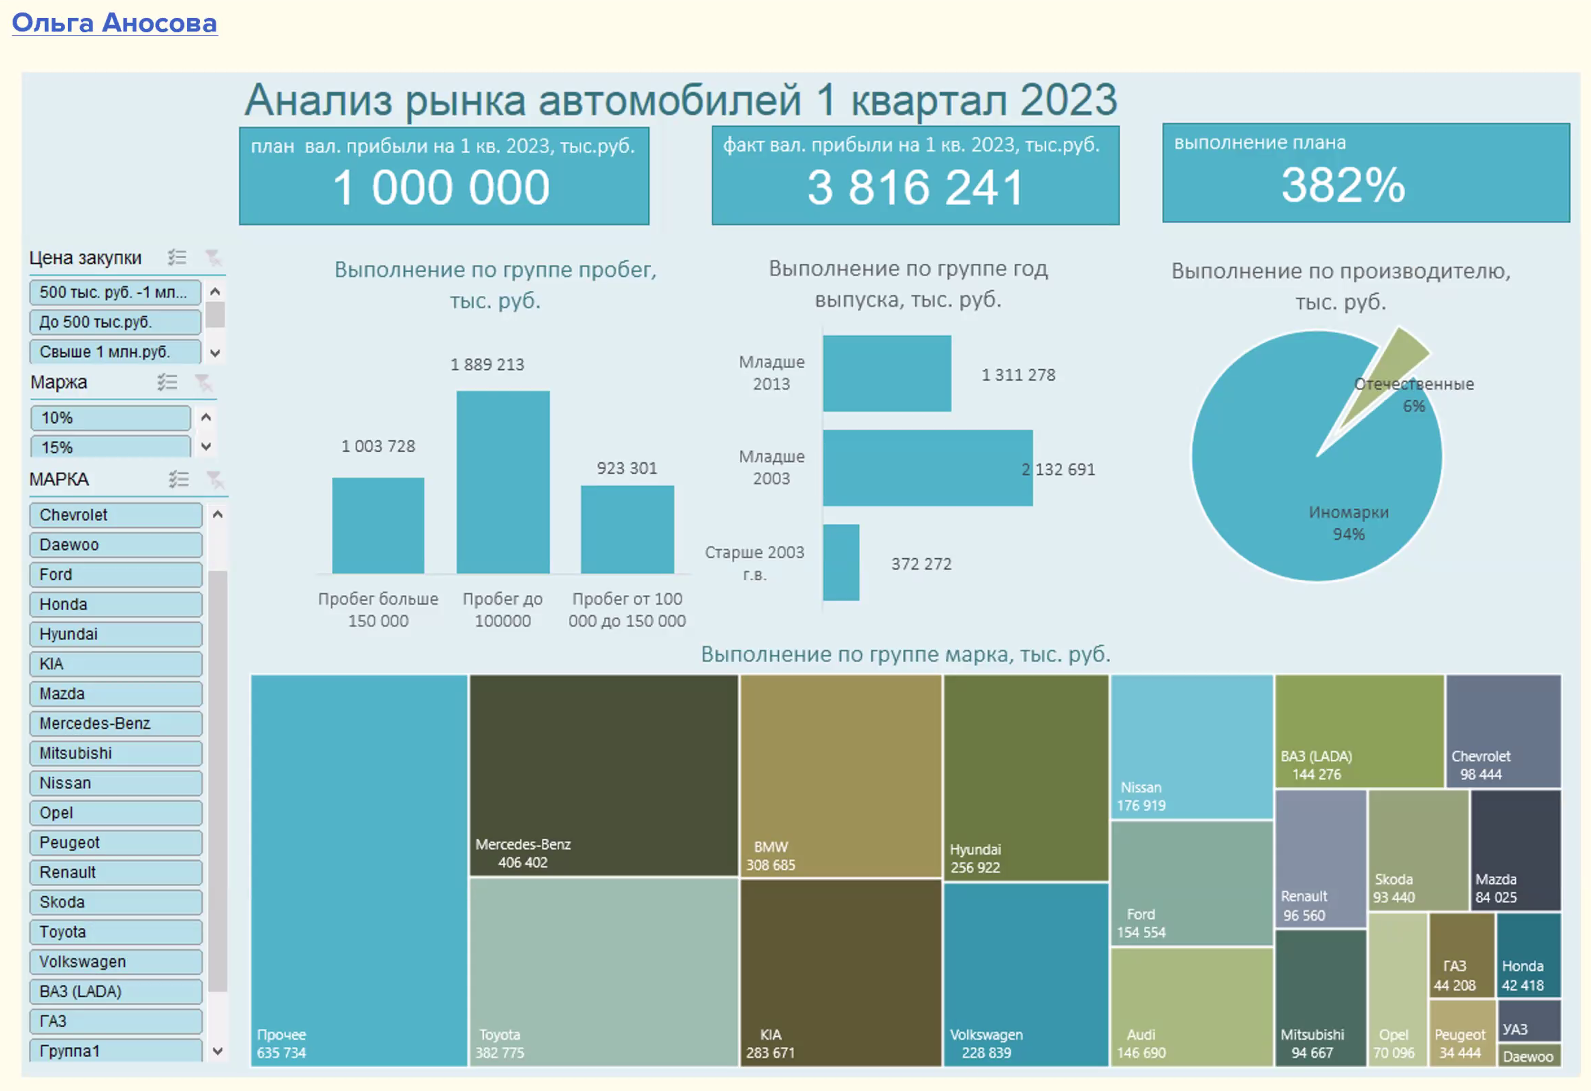 Ольга Аносова
Анализ рынка автомобилей 1 квартал 2023
план вал. прибыли на 1 кв. 2023, тыс.руб.
1 000 000
факт вал. прибыли на 1 кв. 2023, тыс.руб.
3 816 241
выполнение плана
382%
Цена закупки
500 тыс. руб. -1 мл...
До 500 тыс.руб.
Свыше 1 млн.руб.
Маржа
10%
15%
МАРКА
Chevrolet
Daewoo
Ford
Honda
Hyundai
KIA
Mazda
Mercedes-Benz
Mitsubishi
Nissan
Opel
Peugeot
Renault
Skoda
Toyota
Volkswagen
ВАЗ (LADA)
ГАЗ
Группа1
Выполнение по группе пробег,
тыс. руб.
1 003 728
1 889 213
923 301
Пробег больше
150 000
Пробег до
100000
Пробег от 100
000 до 150 000
Выполнение по группе год
выпуска, тыс. руб.
Младше
2013
1 311 278
Младше
2003
2 132 691
Старше 2003
г.в.
372 272
Выполнение по производителю,
тыс. руб.
Отечественные
6%
Иномарки
94%
Выполнение по группе марка, тыс. руб.
Прочее
635 734
Mercedes-Benz
406 402
Toyota
382 775
BMW
308 685
KIA
283 671
Hyundai
256 922
Volkswagen
228 839
Nissan
176 919
Ford
154 554
Audi
146 690
ВАЗ (LADA)
144 276
Chevrolet
98 444
Renault
96 560
Mitsubishi
94 667
Skoda
93 440
Mazda
84 025
Opel
70 096
ГАЗ
44 208
Honda
42 418
Peugeot
34 444
УАЗ
Daewoo